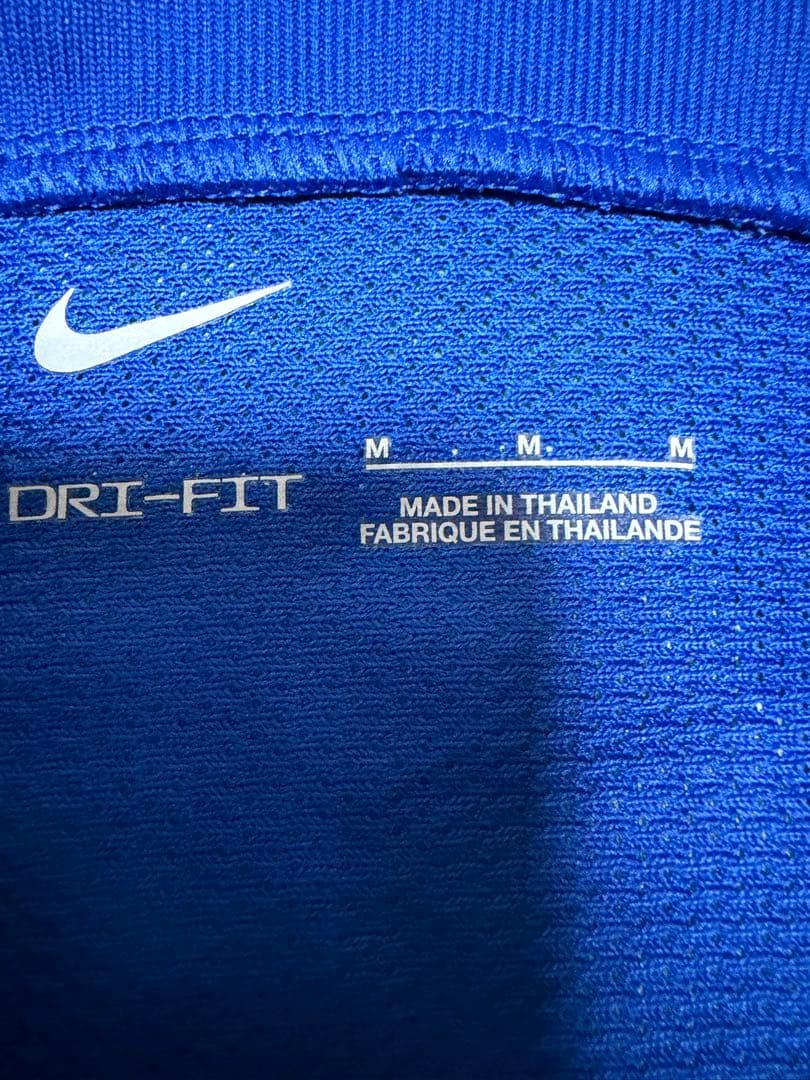 M M M
DRI-FIT
MADE IN THAILAND
FABRIQUE EN THAILANDE